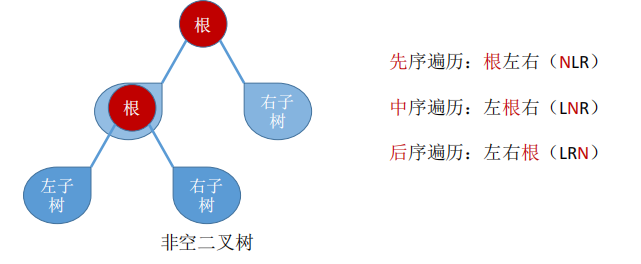 根
先序遍历：根左右（NLR）
根
右子
树
中序遍历：左根右（LNR）
后序遍历：左右根（LRN）
左子
树
右子
树
非空二叉树